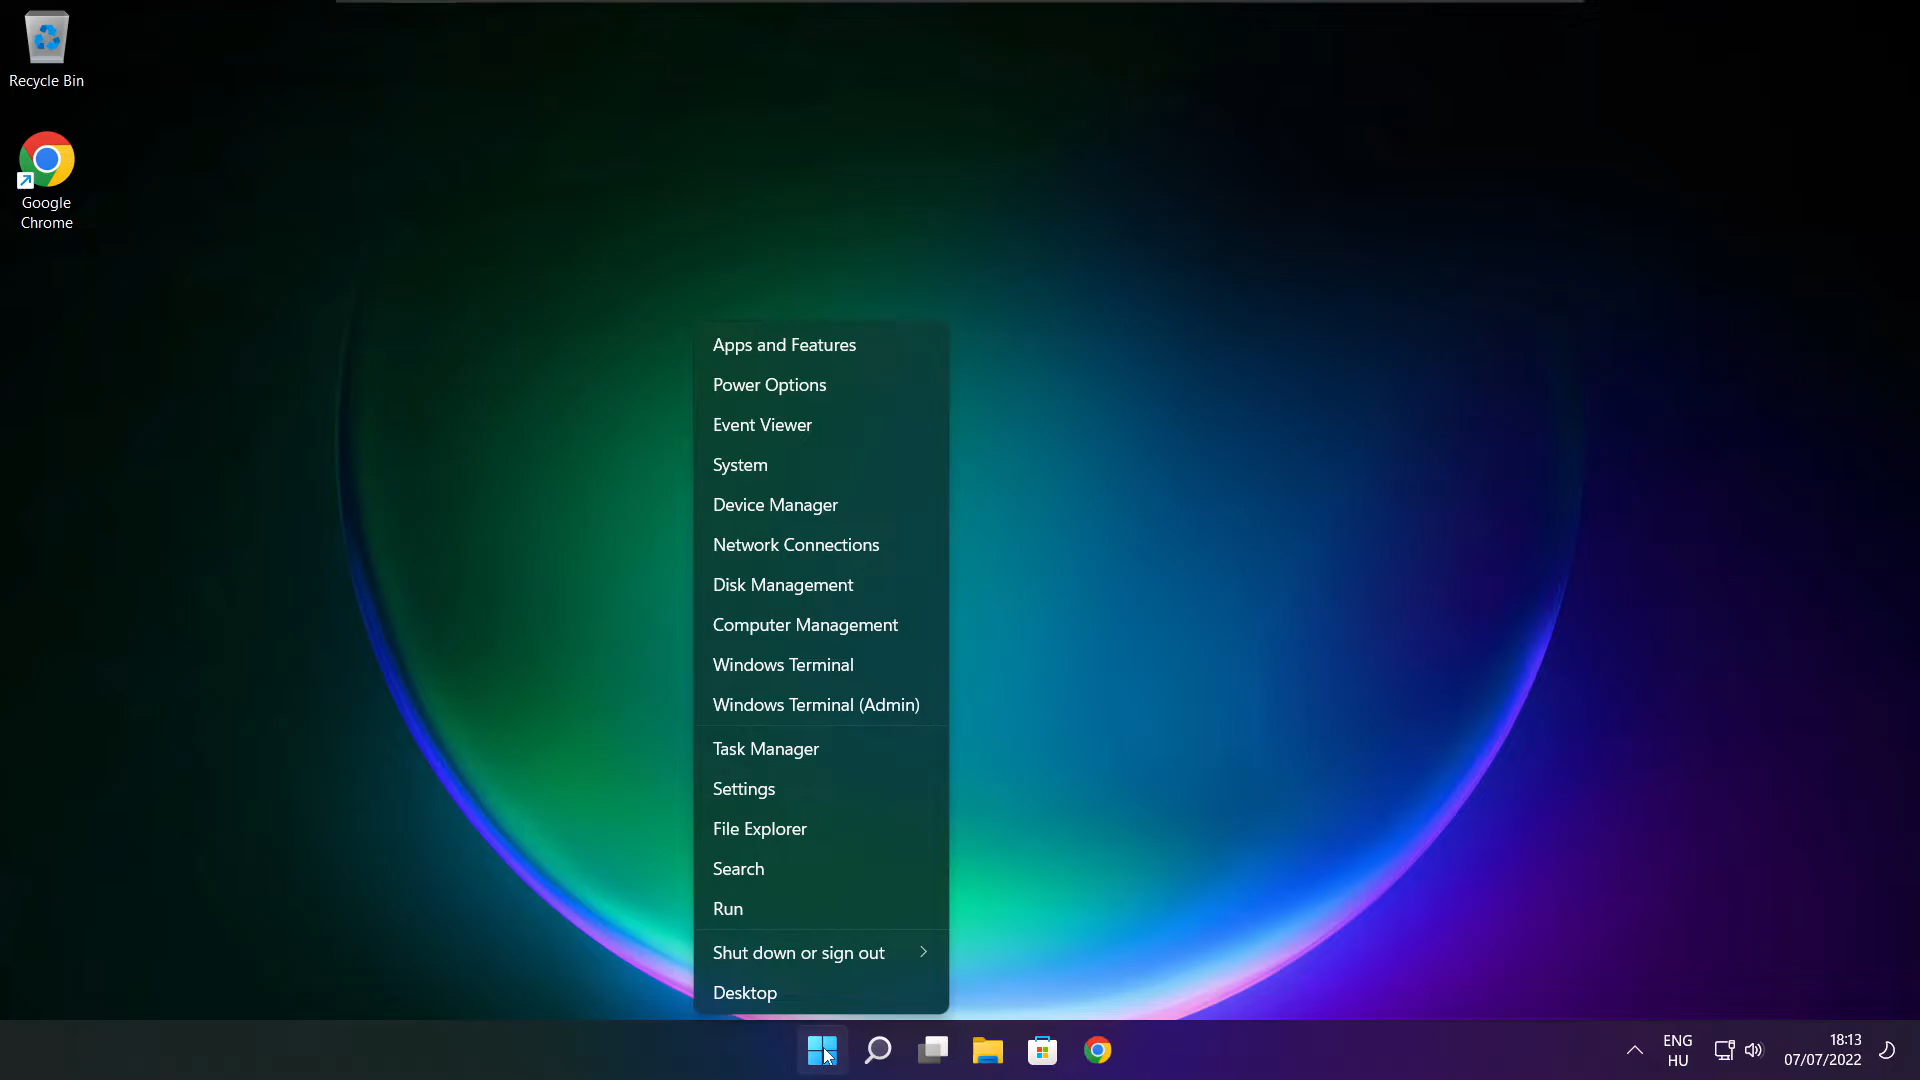 Recycle Bin
Google
Chrome
Apps and Features
Power Options
Event Viewer
System
Device Manager
Network Connections
Disk Management
Computer Management
Windows Terminal
Windows Terminal (Admin)
Task Manager
Settings
File Explorer
Search
Run
Shut down or sign out
Desktop
ENG
HU
18:13
07/07/2022